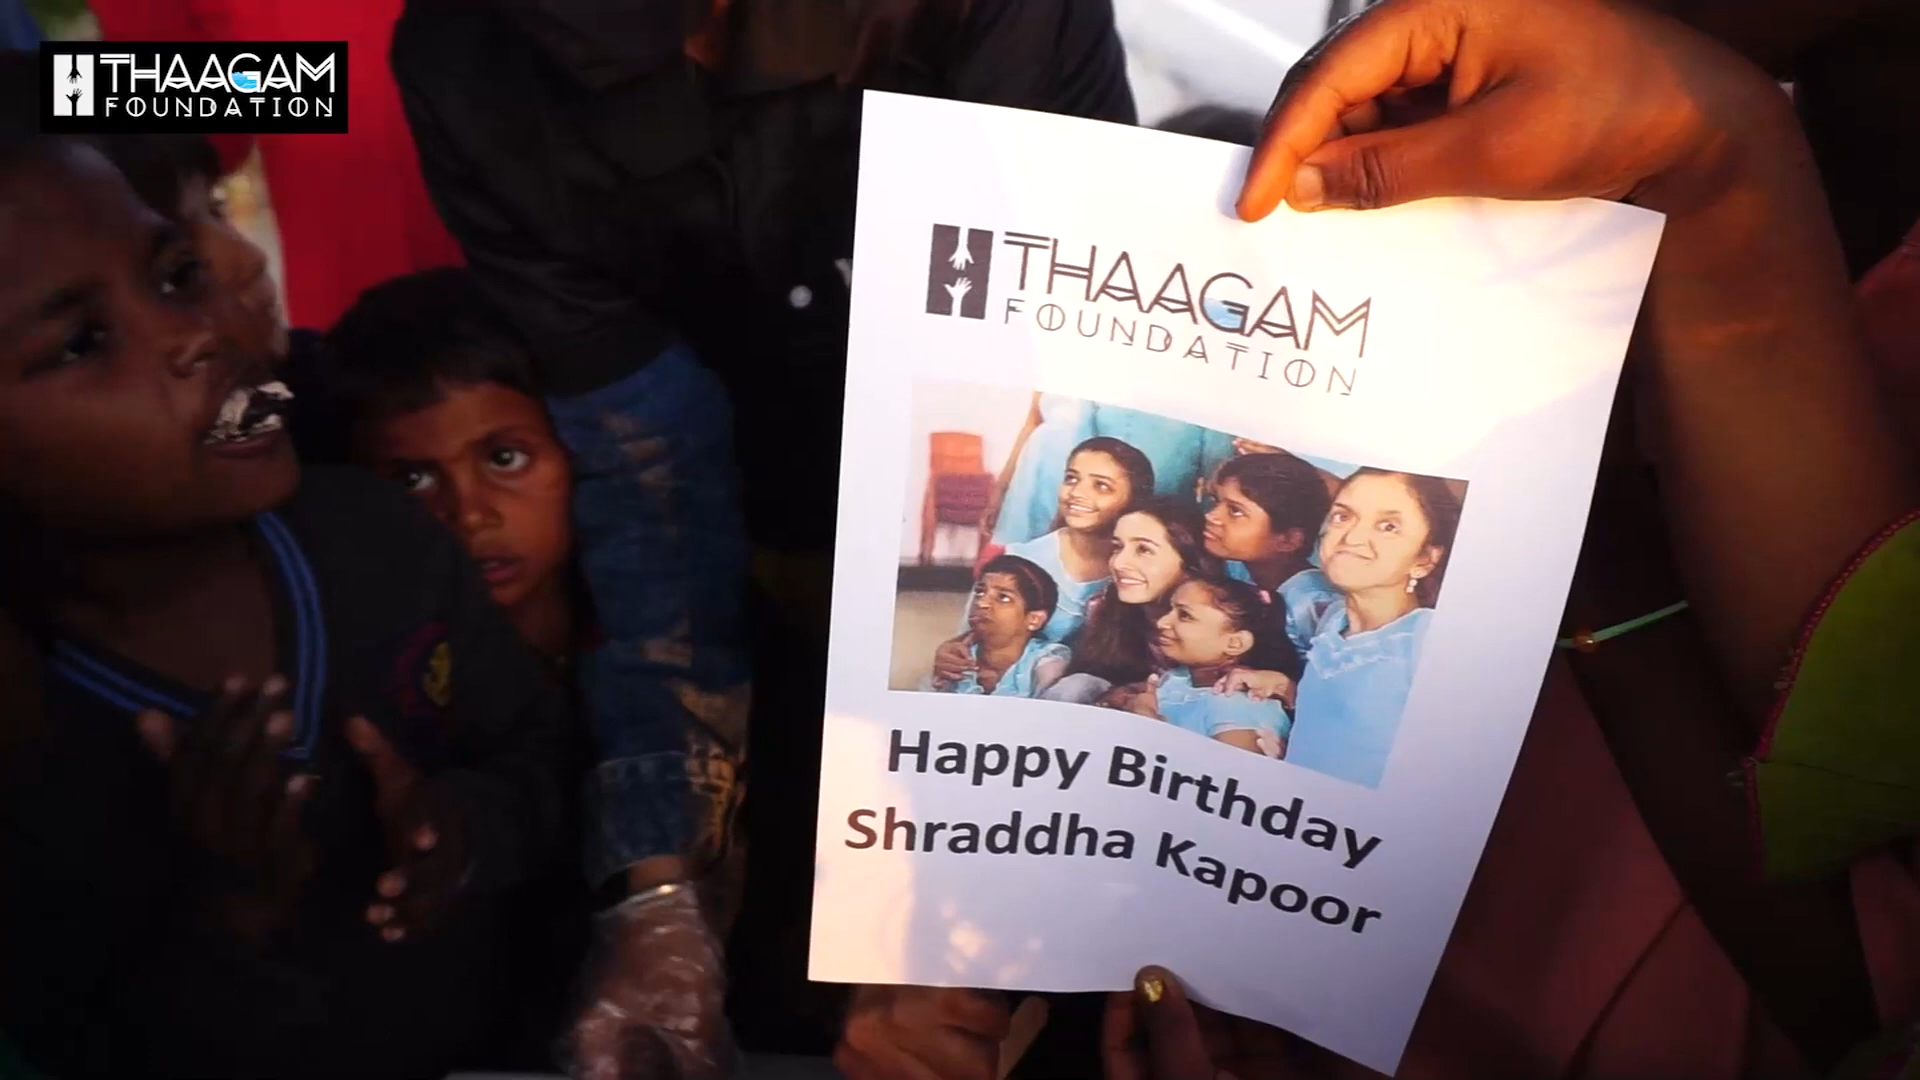 THAAGAM
FOUNDATION
THAAGAM
FOUNDATION
Happy Birthday
Shraddha Kapoor